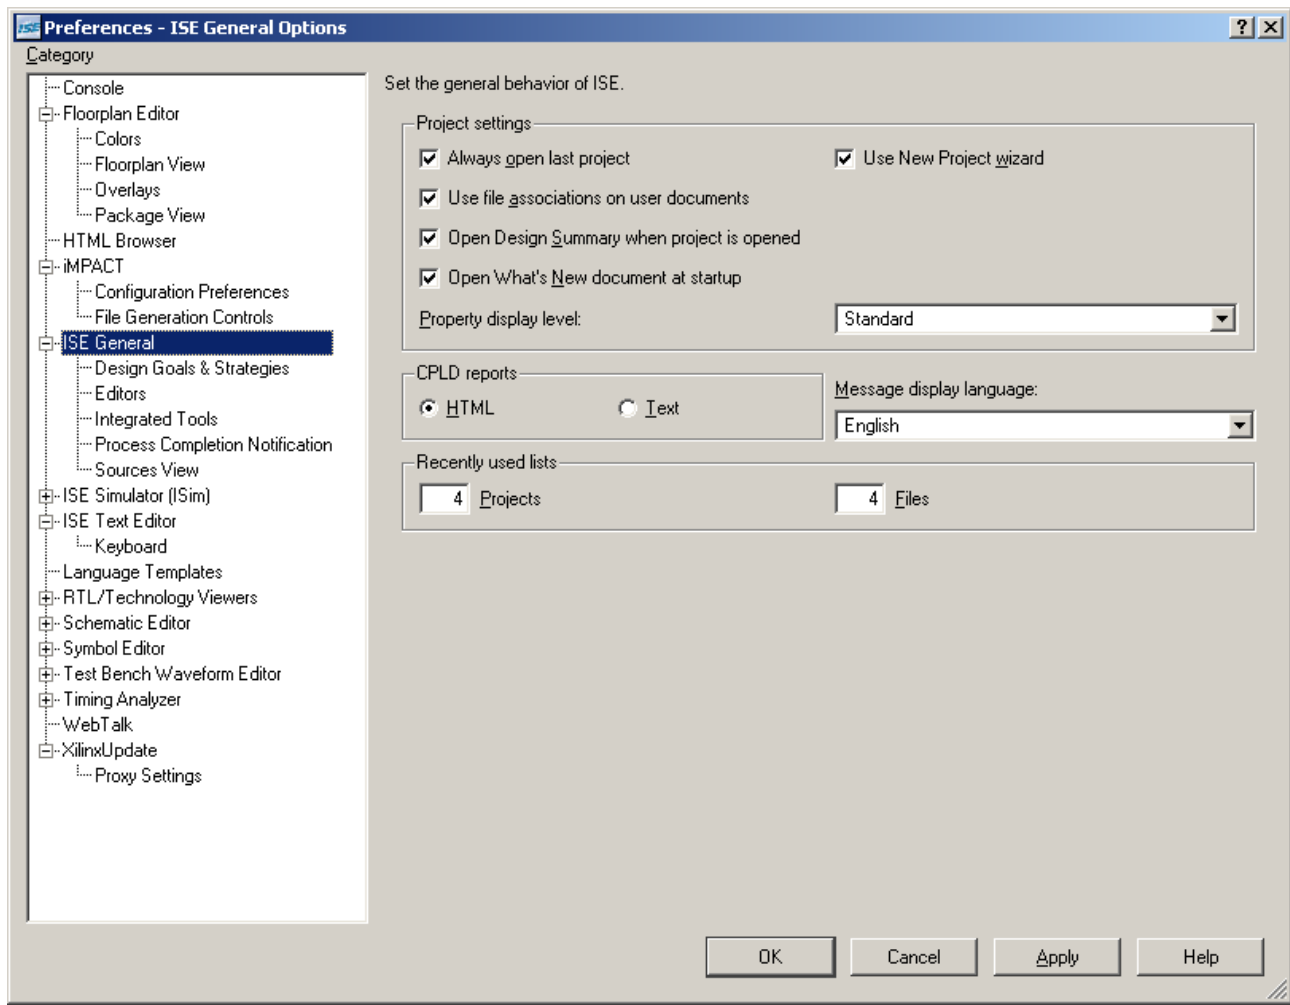 ISE Preferences - ISE General Options
Category
Console
Floorplan Editor
Colors
Floorplan View
Overlays
Package View
HTML Browser
iMPACT
Configuration Preferences
File Generation Controls
ISE General
Design Goals & Strategies
Editors
Integrated Tools
Process Completion Notification
Sources View
ISE Simulator (ISim)
ISE Text Editor
Keyboard
Language Templates
RTL/Technology Viewers
Schematic Editor
Symbol Editor
Test Bench Waveform Editor
Timing Analyzer
WebTalk
XilinxUpdate
Proxy Settings
Set the general behavior of ISE.
Project settings
Always open last project Use New Project wizard
Use file associations on user documents
Open Design Summary when project is opened
Open What's New document at startup
Property display level: Standard
CPLD reports
HTML Text
Message display language:
English
Recently used lists
4 Projects 4 Files
OK Cancel Apply Help